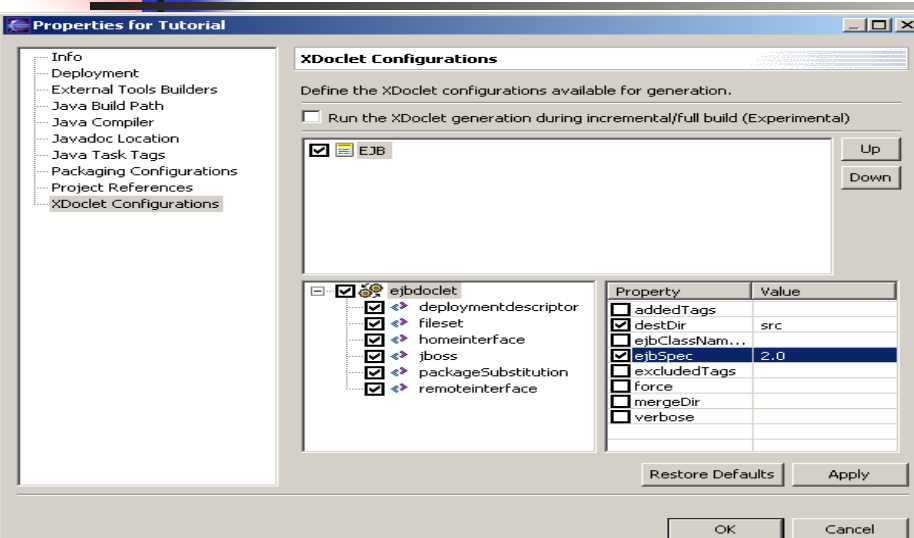 Properties for Tutorial
Info
Deployment
External Tools Builders
Java Build Path
Java Compiler
Javadoc Location
Java Task Tags
Packaging Configurations
Project References
XDoclet Configurations
XDoclet Configurations
Define the XDoclet configurations available for generation.
Run the XDoclet generation during incremental/full build (Experimental)
EJB
Up
Down
ejbdoclet
deploymentdescriptor
fileset
homeinterface
jboss
packageSubstitution
remoteinterface
Property Value
addedTags
destDir src
ejbClassNam...
ejbSpec 2.0
excludedTags
force
mergeDir
verbose
Restore Defaults Apply
OK Cancel